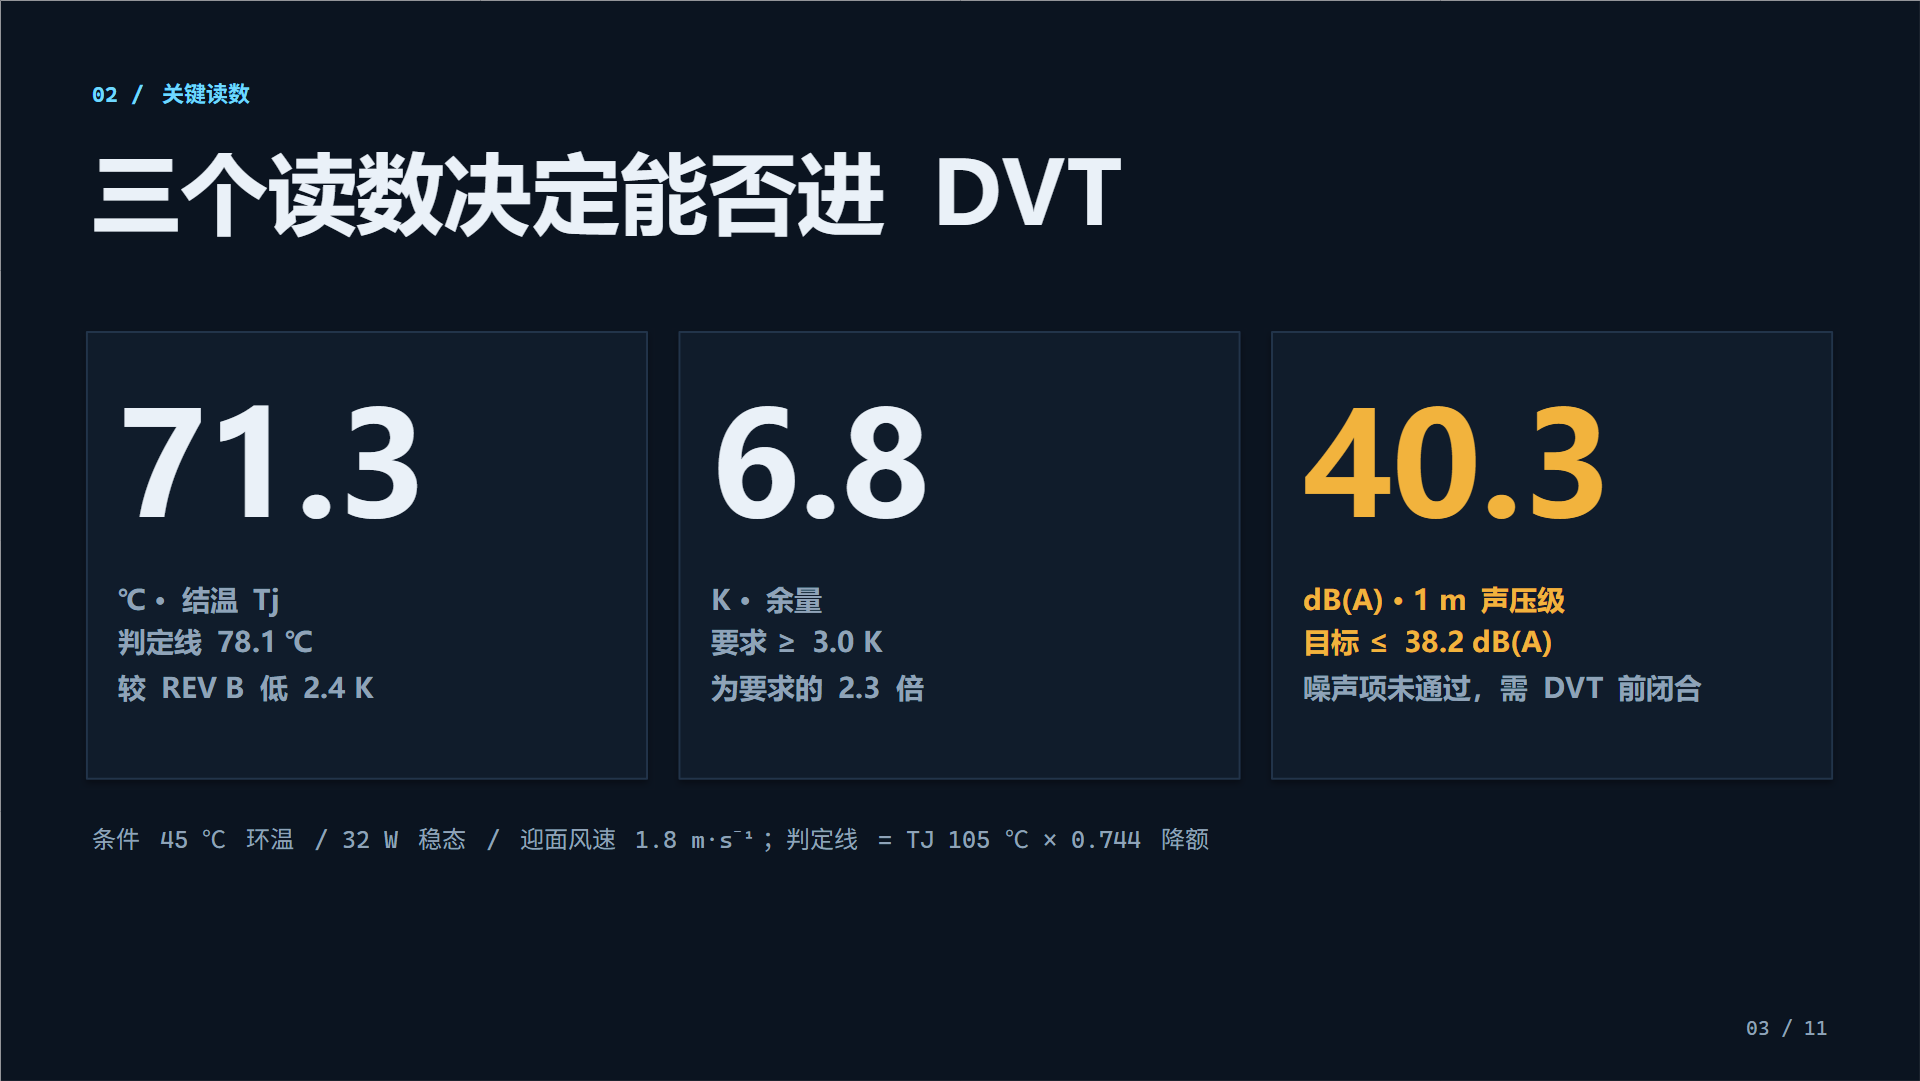 02 / 关键读数
三个读数决定能否进 DVT
71.3
℃ · 结温 Tj
判定线 78.1 ℃
较 REV B 低 2.4 K
6.8
K · 余量
要求 ≥ 3.0 K
为要求的 2.3 倍
40.3
dB(A) · 1 m 声压级
目标 ≤ 38.2 dB(A)
噪声项未通过，需 DVT 前闭合
条件 45 ℃ 环温 / 32 W 稳态 / 迎面风速 1.8 m·s⁻¹；判定线 = TJ 105 ℃ × 0.744 降额
03 / 11